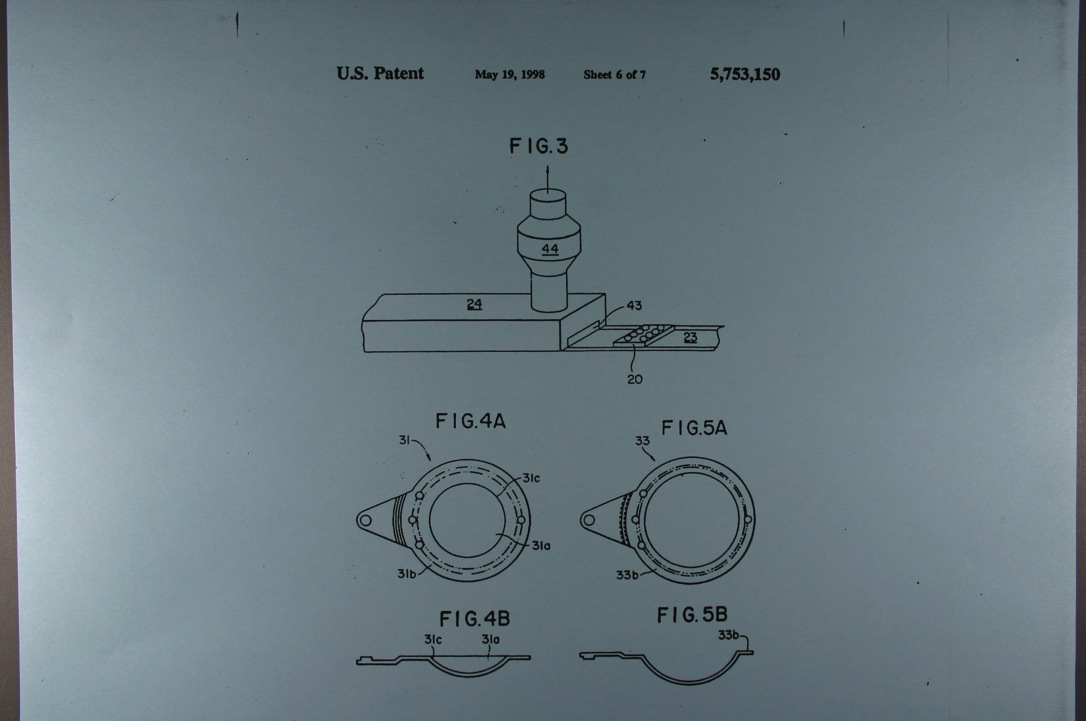 U.S. Patent May 19, 1998 Sheet 6 of 7 5,753,150
FIG.3
44
24
43
23
20
FIG.4A
31
31c
31a
31b
FIG.5A
33
33b
FIG.4B
31c 31a
FIG.5B
33b